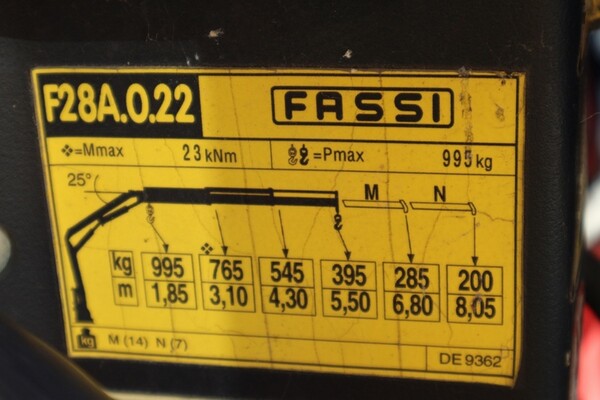 F28A.0.22 FASSI
❖=Mmax 23 kNm =Pmax 995 kg
25° M N
kg 995 765 545 395 285 200
m 1,85 3,10 4,30 5,50 6,80 8,05
kg M (14) N (7) DE 9362